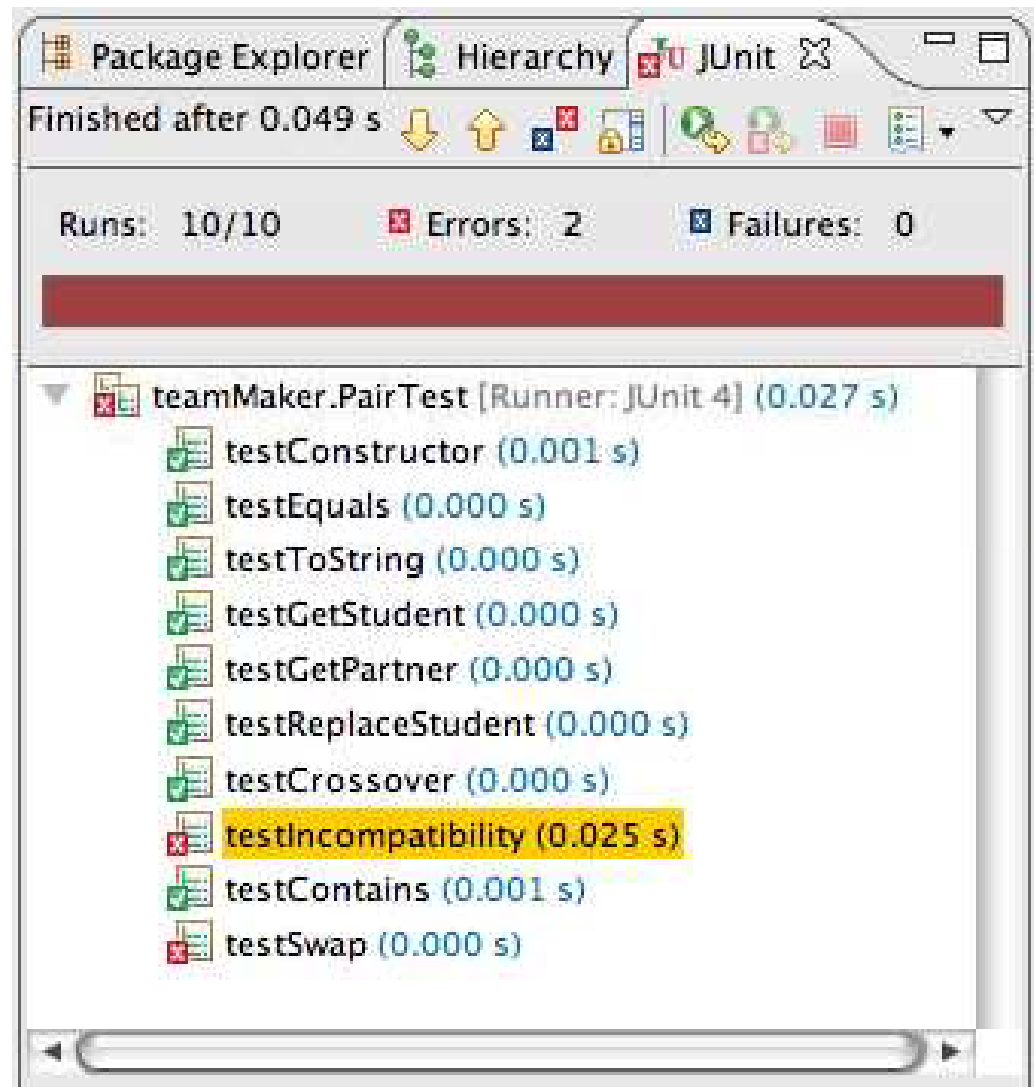 Package Explorer Hierarchy JUnit
Finished after 0.049 s
Runs: 10/10 Errors: 2 Failures: 0
teamMaker.PairTest [Runner: JUnit 4] (0.027 s)
testConstructor (0.001 s)
testEquals (0.000 s)
testToString (0.000 s)
testGetStudent (0.000 s)
testGetPartner (0.000 s)
testReplaceStudent (0.000 s)
testCrossover (0.000 s)
testIncompatibility (0.025 s)
testContains (0.001 s)
testSwap (0.000 s)